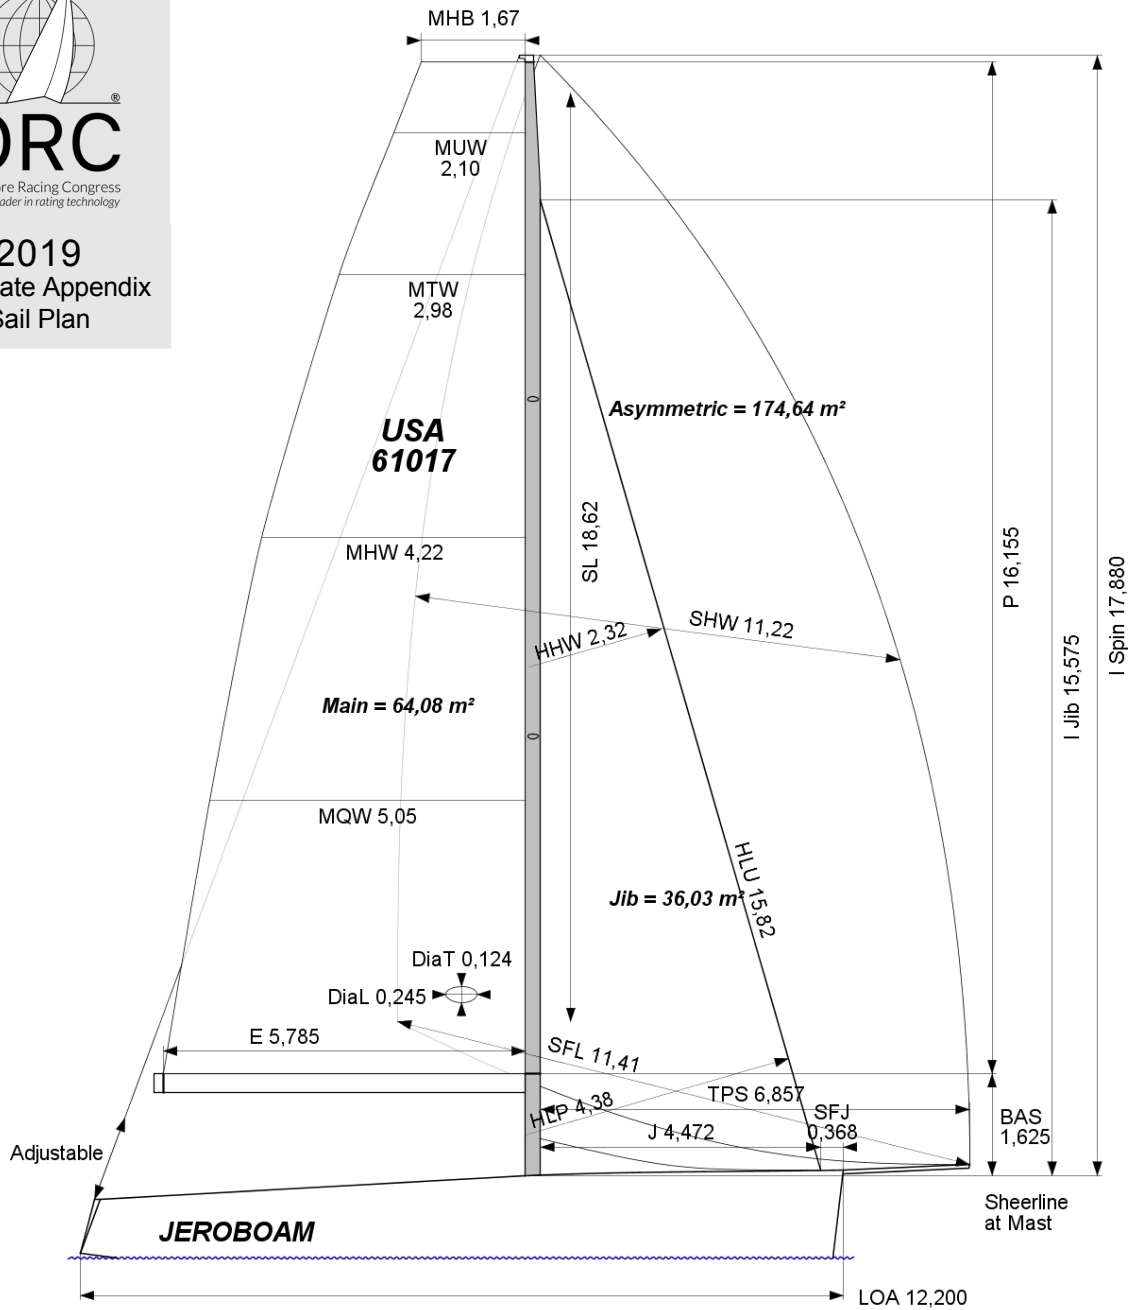 MHB 1,67
®
ORC
Racing Congress
in rating technology
2019
Appendix
Sail Plan
MUW
2,10
MTW
2,98
USA
61017
Asymmetric = 174,64 m²
SL 18,62
MHW 4,22
P 16,155
I Spin 17,880
I Jib 15,575
SHW 11,22
HHW 2,32
Main = 64,08 m²
MQW 5,05
HLU 15,82
Jib = 36,03 m²
DiaT 0,124
DiaL 0,245
E 5,785
SFL 11,41
TPS 6,857
HLP 4,38
SFJ
0,368
J 4,472
BAS
1,625
Adjustable
Sheerline
at Mast
JEROBOAM
LOA 12,200